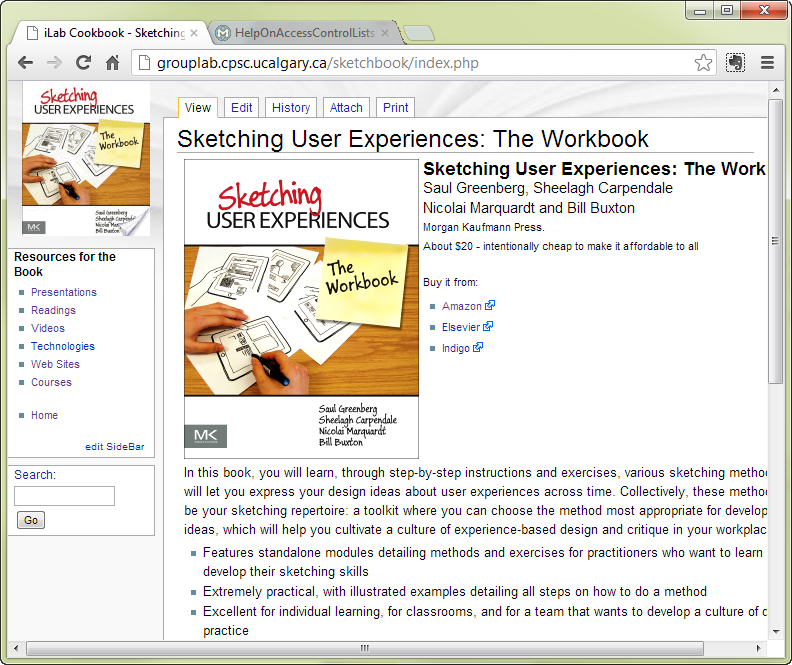 iLab Cookbook - Sketching
HelpOnAccessControlLists
grouplab.cpsc.ucalgary.ca/sketchbook/index.php
Sketching
USER EXPERIENCES
The
Workbook
Saul Greenberg
Sheelagh Carpendale
Nicolai Marquardt
Bill Buxton
MK
Resources for the
Book
Presentations
Readings
Videos
Technologies
Web Sites
Courses
Home
edit SideBar
Search:
Go
View Edit History Attach Print
Sketching User Experiences: The Workbook
Sketching
USER EXPERIENCES
The
Workbook
Saul Greenberg
Sheelagh Carpendale
Nicolai Marquardt
Bill Buxton
MK
Sketching User Experiences: The Work
Saul Greenberg, Sheelagh Carpendale
Nicolai Marquardt and Bill Buxton
Morgan Kaufmann Press.
About $20 - intentionally cheap to make it affordable to all
Buy it from:
Amazon
Elsevier
Indigo
In this book, you will learn, through step-by-step instructions and exercises, various sketching metho
will let you express your design ideas about user experiences across time. Collectively, these metho
be your sketching repertoire: a toolkit where you can choose the method most appropriate for develop
ideas, which will help you cultivate a culture of experience-based design and critique in your workplac
Features standalone modules detailing methods and exercises for practitioners who want to learn
develop their sketching skills
Extremely practical, with illustrated examples detailing all steps on how to do a method
Excellent for individual learning, for classrooms, and for a team that wants to develop a culture of d
practice